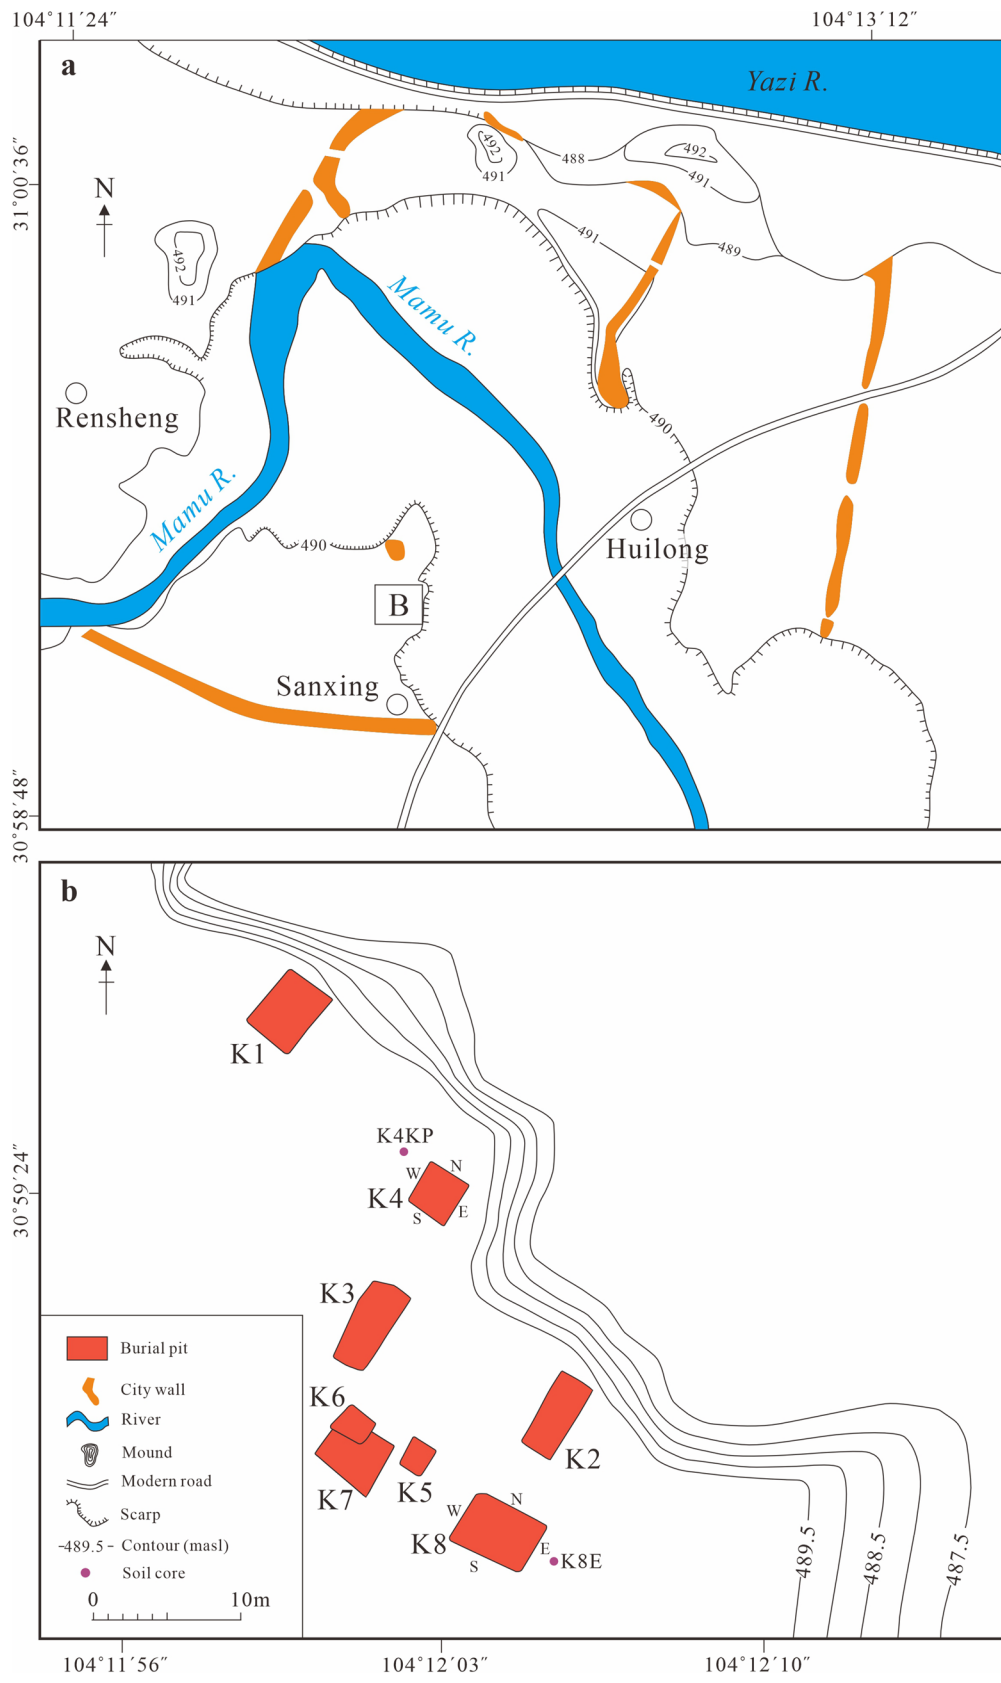 104°11′24″
104°13′12″
a
Yazi R.
31°00′36″
N
492
491
488
492
491
492
491
491
489
Mamu R.
Rensheng
490
Mamu R.
Huilong
490
B
Sanxing
30°58′48″
b
N
K1
K4KP
W
N
K4
S
E
30°59′24″
K3
K6
K7
K5
K2
W
N
K8
S
E
K8E
489.5
488.5
487.5
Burial pit
City wall
River
Mound
Modern road
Scarp
-489.5- Contour (masl)
Soil core
0
10m
104°11′56″
104°12′03″
104°12′10″